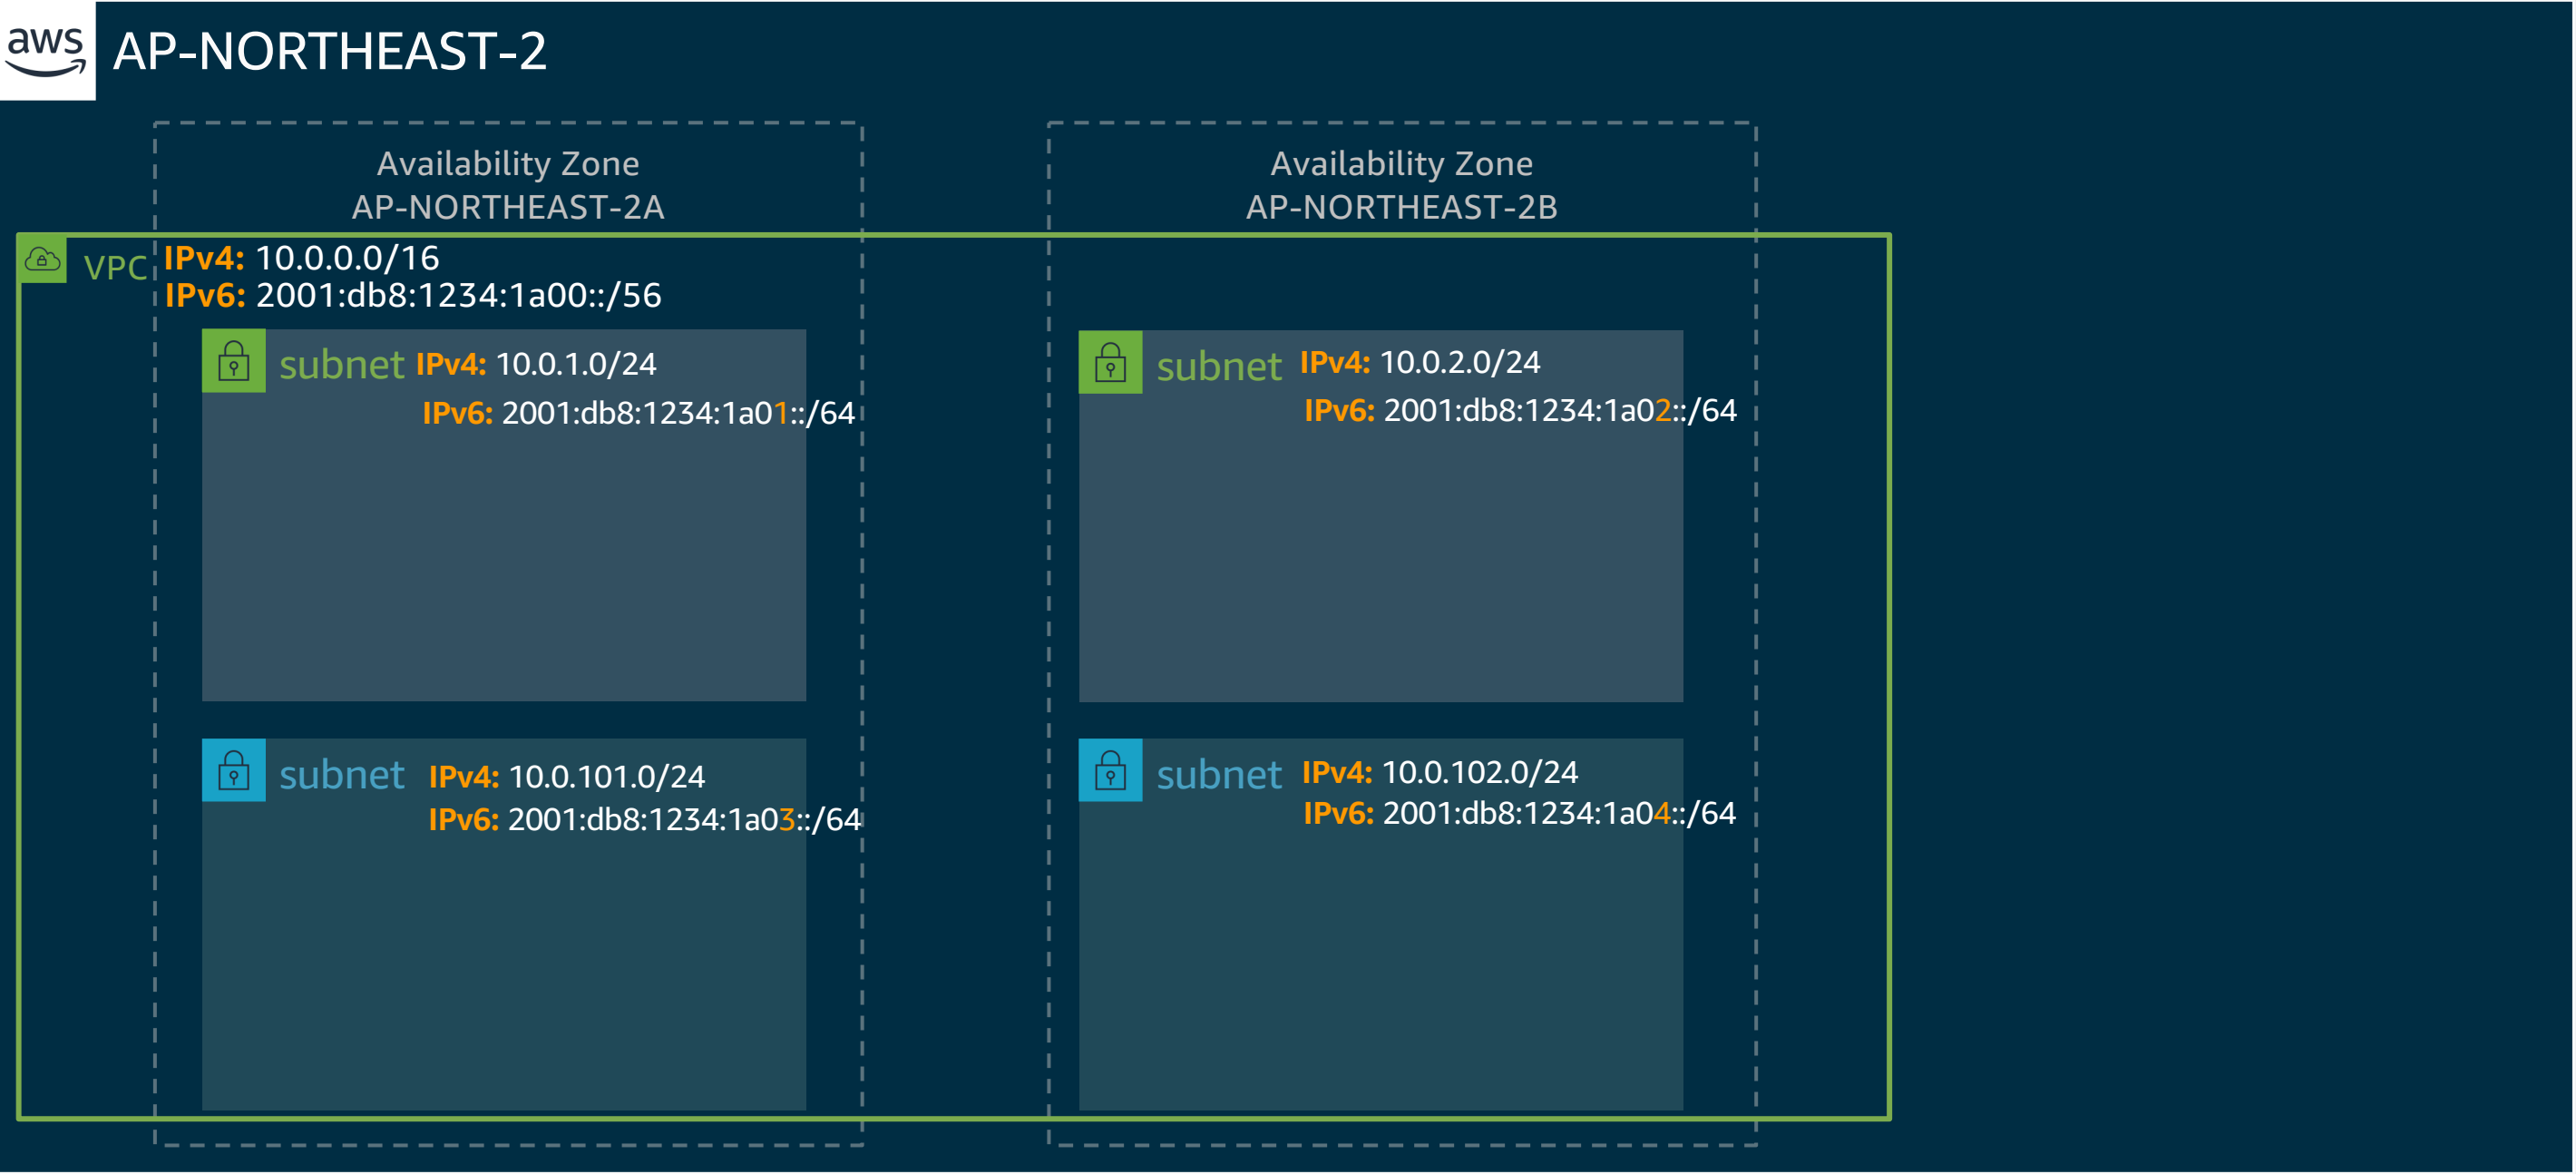 aws
AP-NORTHEAST-2
Availability Zone
AP-NORTHEAST-2A
Availability Zone
AP-NORTHEAST-2B
VPC
IPv4: 10.0.0.0/16
IPv6: 2001:db8:1234:1a00::/56
subnet IPv4: 10.0.1.0/24
IPv6: 2001:db8:1234:1a01::/64
subnet IPv4: 10.0.2.0/24
IPv6: 2001:db8:1234:1a02::/64
subnet IPv4: 10.0.101.0/24
IPv6: 2001:db8:1234:1a03::/64
subnet IPv4: 10.0.102.0/24
IPv6: 2001:db8:1234:1a04::/64